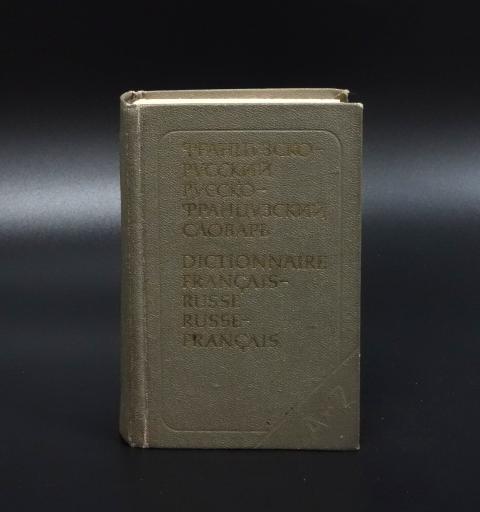 ФРАНЦУЗСКО-
РУССКИЙ
РУССКО-
ФРАНЦУЗСКИЙ
СЛОВАРЬ
DICTIONNAIRE
FRANÇAIS-
RUSSE
RUSSE-
FRANÇAIS